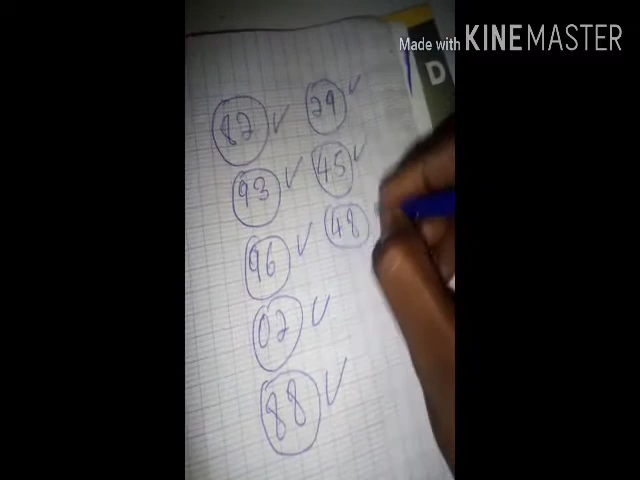 Made with KINEMASTER
D
82 ✓ 29 ✓
93 ✓ 45 ✓
96 ✓ 48
02 ✓
88 ✓